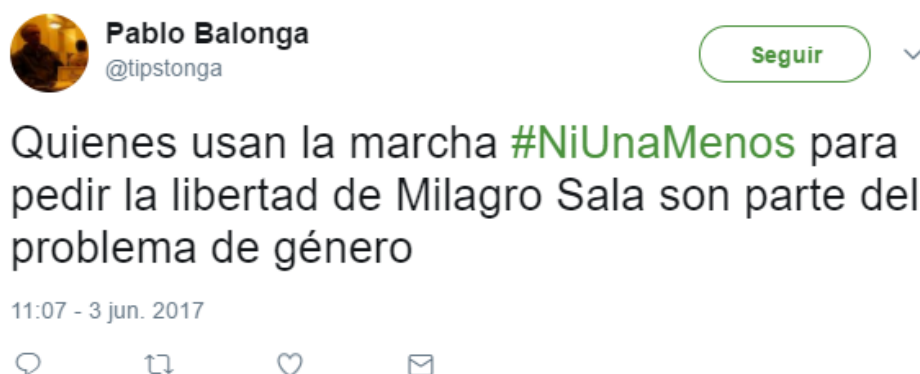 Pablo Balonga
@tipstonga
Seguir
Quienes usan la marcha #NiUnaMenos para
pedir la libertad de Milagro Sala son parte del
problema de género
11:07 - 3 jun. 2017